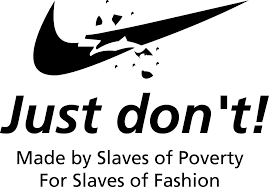 Just don't!
Made by Slaves of Poverty
For Slaves of Fashion